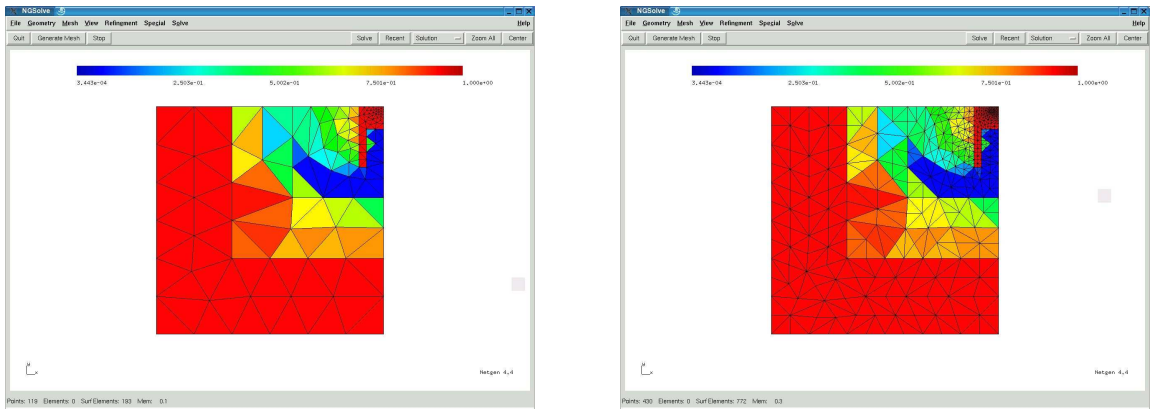 NGSolve
File Geometry Mesh View Refinement Special Solve Help
Quit Generate Mesh Stop Solve Recent Solution Zoom All Center
3.443e-04 2.503e-01 5.002e-01 7.501e-01 1.000e+00
y
x
Netgen 4.4
Points: 119 Elements: 0 Surf Elements: 193 Mem: 0.1
NGSolve
File Geometry Mesh View Refinement Special Solve Help
Quit Generate Mesh Stop Solve Recent Solution Zoom All Center
3.443e-04 2.503e-01 5.002e-01 7.501e-01 1.000e+00
y
x
Netgen 4.4
Points: 430 Elements: 0 Surf Elements: 772 Mem: 0.3